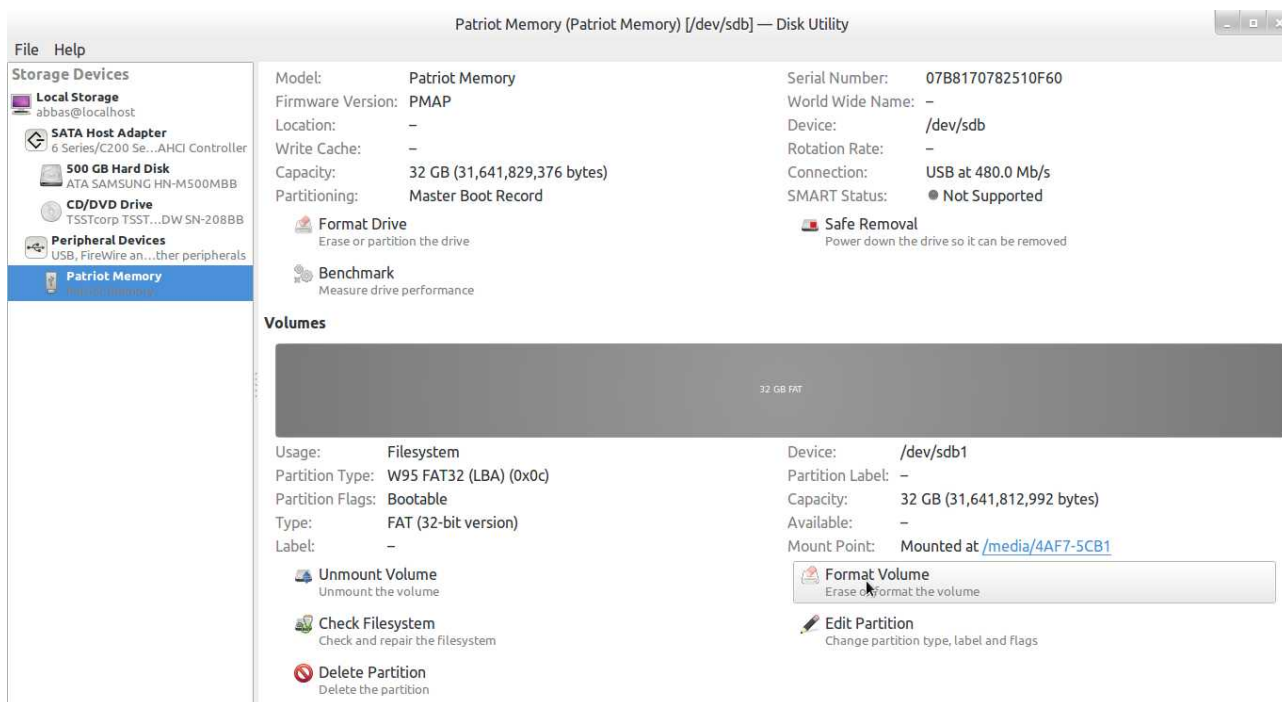 Patriot Memory (Patriot Memory) [/dev/sdb] — Disk Utility
File Help
Storage Devices
Local Storage
abbas@localhost
SATA Host Adapter
6 Series/C200 Se...AHCI Controller
500 GB Hard Disk
ATA SAMSUNG HN-M500MBB
CD/DVD Drive
TSSTcorp TSST...DW SN-208BB
Peripheral Devices
USB, FireWire an...ther peripherals
Patriot Memory
Model: Patriot Memory
Firmware Version: PMAP
Location: –
Write Cache: –
Capacity: 32 GB (31,641,829,376 bytes)
Partitioning: Master Boot Record
Serial Number: 07B8170782510F60
World Wide Name: –
Device: /dev/sdb
Rotation Rate: –
Connection: USB at 480.0 Mb/s
SMART Status: Not Supported
Format Drive
Erase or partition the drive
Safe Removal
Power down the drive so it can be removed
Benchmark
Measure drive performance
Volumes
32 GB FAT
Usage: Filesystem
Partition Type: W95 FAT32 (LBA) (0x0c)
Partition Flags: Bootable
Type: FAT (32-bit version)
Label: –
Device: /dev/sdb1
Partition Label: –
Capacity: 32 GB (31,641,812,992 bytes)
Available: –
Mount Point: Mounted at /media/4AF7-5CB1
Unmount Volume
Unmount the volume
Format Volume
Erase or format the volume
Check Filesystem
Check and repair the filesystem
Edit Partition
Change partition type, label and flags
Delete Partition
Delete the partition